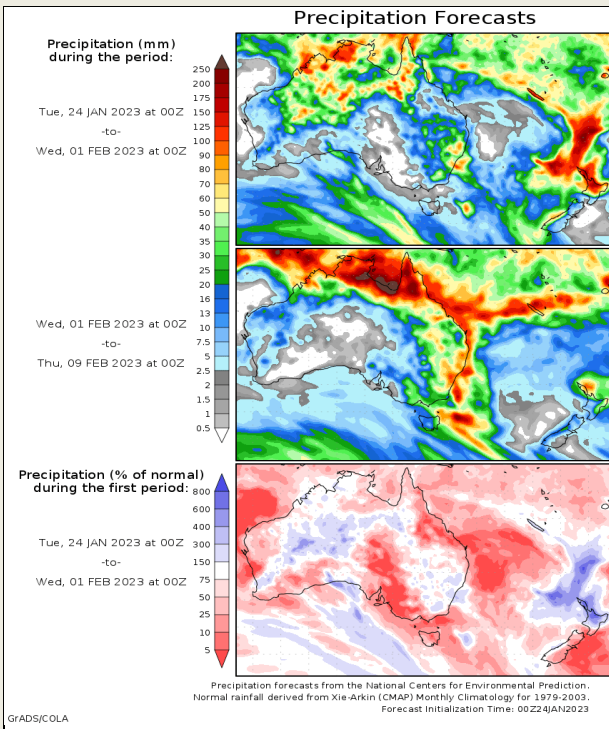 Precipitation Forecasts
Precipitation (mm)
during the period:
Tue, 24 JAN 2023 at 00Z
-to-
Wed, 01 FEB 2023 at 00Z
250
200
175
150
125
100
90
80
70
60
50
40
35
30
25
20
16
13
10
7.5
5
2.5
2
1.5
1
0.5
Wed, 01 FEB 2023 at 00Z
-to-
Thu, 09 FEB 2023 at 00Z
Precipitation (% of normal)
during the first period:
Tue, 24 JAN 2023 at 00Z
-to-
Wed, 01 FEB 2023 at 00Z
800
600
400
300
150
75
50
25
10
5
Precipitation forecasts from the National Centers for Environmental Prediction.
Normal rainfall derived from Xie-Arkin (CMAP) Monthly Climatology for 1979-2003.
Forecast Initialization Time: 00Z24JAN2023
GrADS/COLA